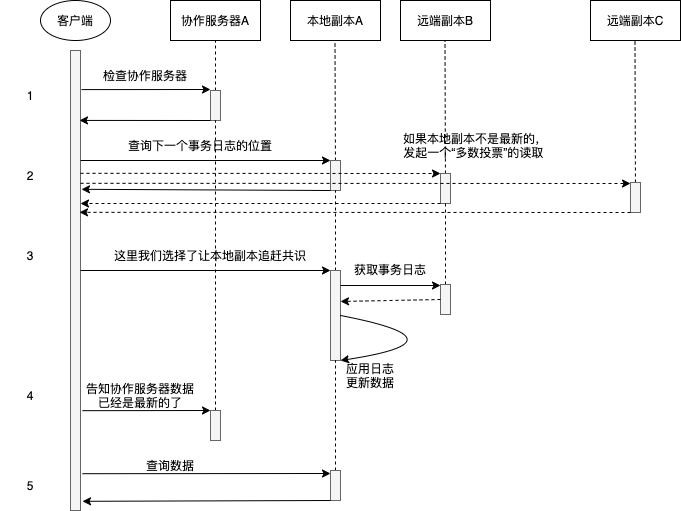 客户端
协作服务器A
本地副本A
远端副本B
远端副本C
1
检查协作服务器
查询下一个事务日志的位置
如果本地副本不是最新的，
发起一个“多数投票”的读取
2
3
这里我们选择了让本地副本追赶共识
获取事务日志
应用日志
更新数据
4
告知协作服务器数据
已经是最新的了
查询数据
5